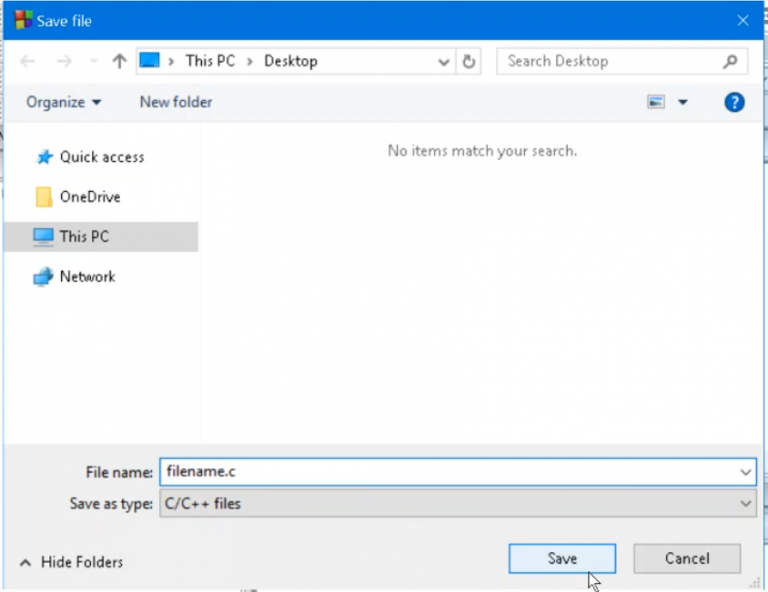 Save file
This PC > Desktop
Search Desktop
Organize
New folder
?
Quick access
No items match your search.
OneDrive
This PC
Network
File name: filename.c
Save as type: C/C++ files
Hide Folders
Save
Cancel